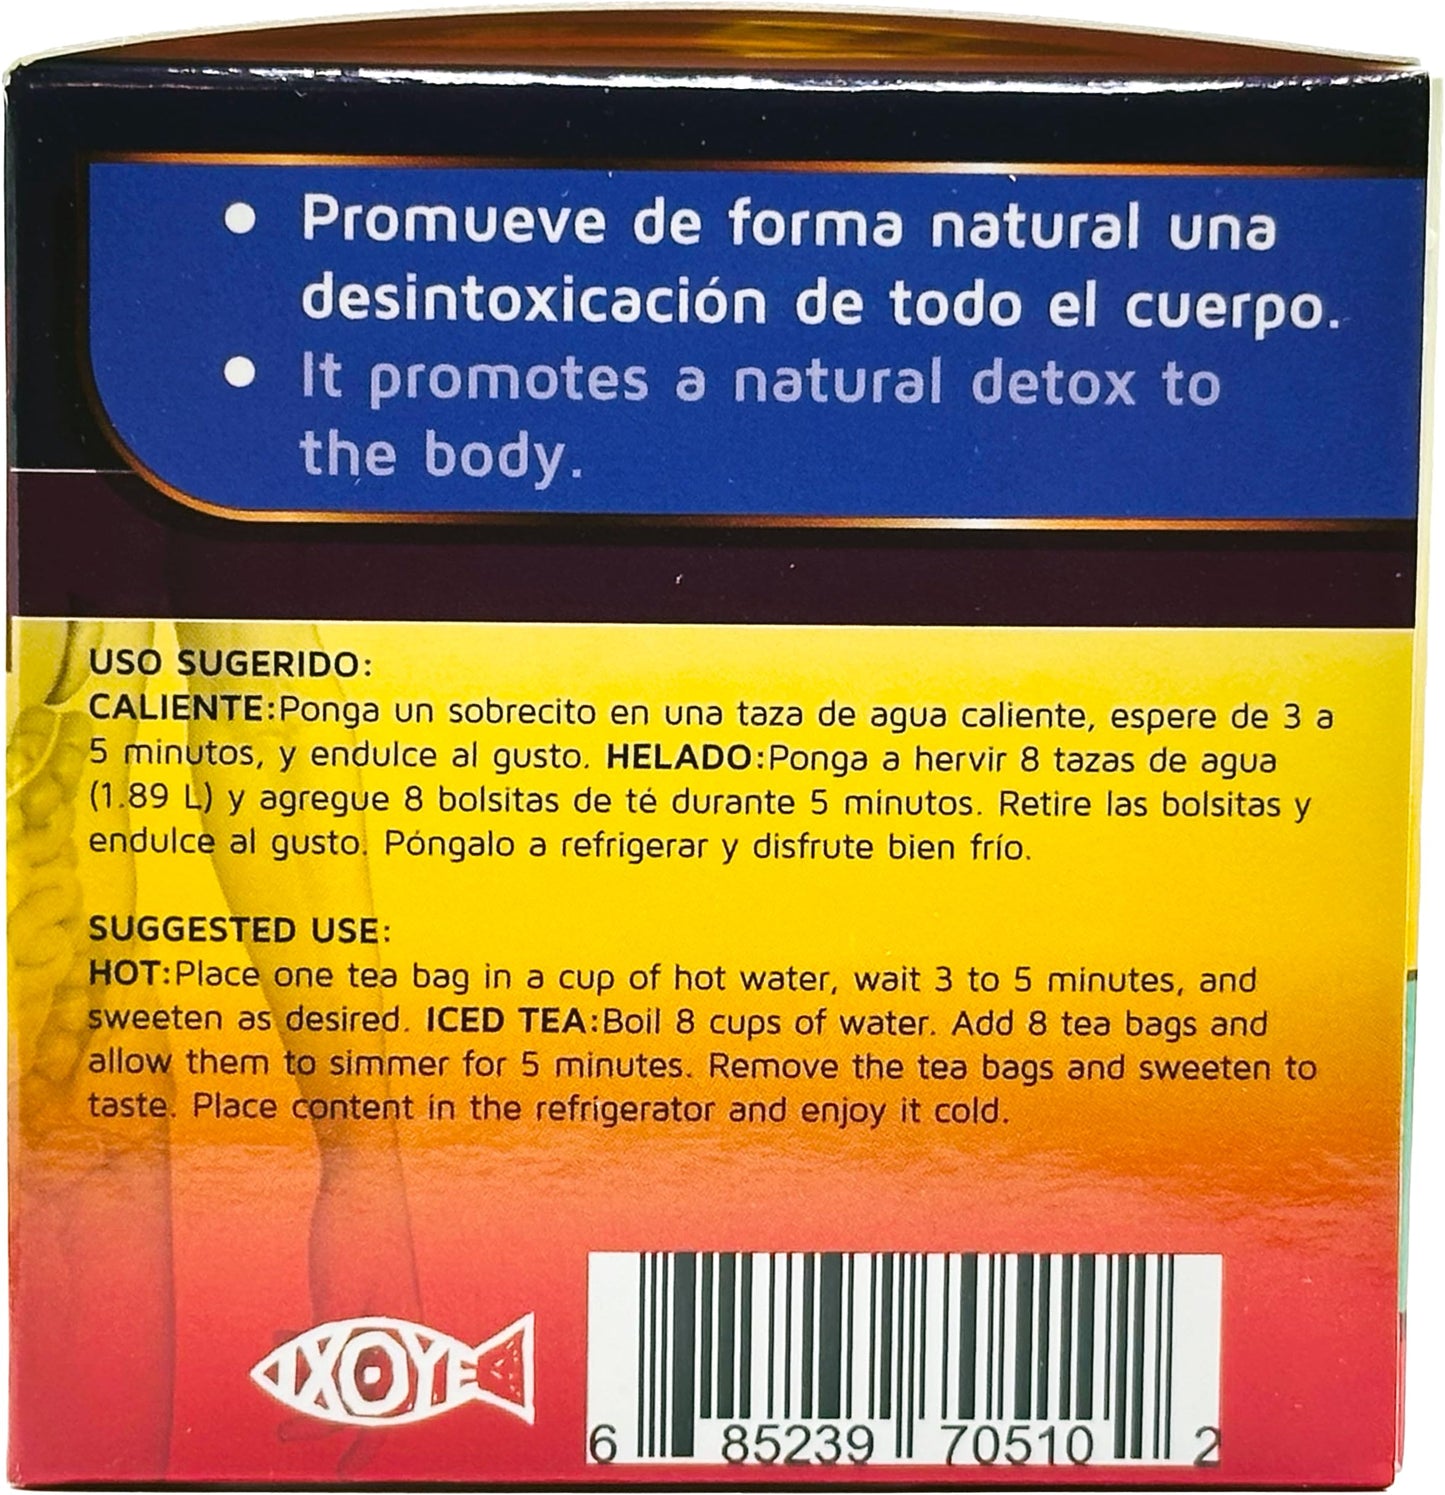 • Promueve de forma natural una
desintoxicación de todo el cuerpo.
• It promotes a natural detox to
the body.
USO SUGERIDO:
CALIENTE:Ponga un sobrecito en una taza de agua caliente, espere de 3 a
5 minutos, y endulce al gusto. HELADO:Ponga a hervir 8 tazas de agua
(1.89 L) y agregue 8 bolsitas de té durante 5 minutos. Retire las bolsitas y
endulce al gusto. Póngalo a refrigerar y disfrute bien frío.
SUGGESTED USE:
HOT:Place one tea bag in a cup of hot water, wait 3 to 5 minutes, and
sweeten as desired. ICED TEA:Boil 8 cups of water. Add 8 tea bags and
allow them to simmer for 5 minutes. Remove the tea bags and sweeten to
taste. Place content in the refrigerator and enjoy it cold.
IXOYE
6 85239 70510 2